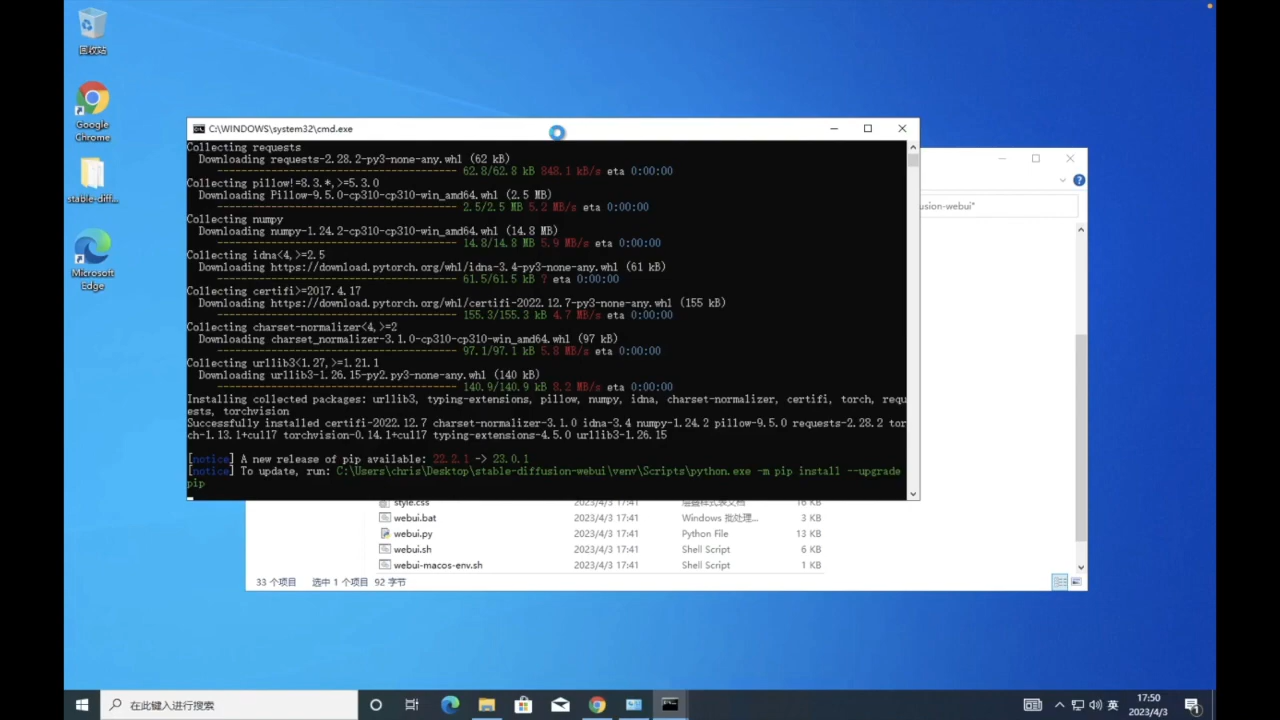 回收站
Google
Chrome
stable-diff...
Microsoft
Edge
C:\WINDOWS\system32\cmd.exe
Collecting requests
Downloading requests-2.28.2-py3-none-any.whl (62 kB)
---------------------------------------- 62.8/62.8 kB 848.1 kB/s eta 0:00:00
Collecting pillow!=8.3.*,>=5.3.0
Downloading Pillow-9.5.0-cp310-cp310-win_amd64.whl (2.5 MB)
---------------------------------------- 2.5/2.5 MB 5.2 MB/s eta 0:00:00
Collecting numpy
Downloading numpy-1.24.2-cp310-cp310-win_amd64.whl (14.8 MB)
---------------------------------------- 14.8/14.8 MB 5.9 MB/s eta 0:00:00
Collecting idna<4,>=2.5
Downloading https://download.pytorch.org/whl/idna-3.4-py3-none-any.whl (61 kB)
---------------------------------------- 61.5/61.5 kB ? eta 0:00:00
Collecting certifi>=2017.4.17
Downloading https://download.pytorch.org/whl/certifi-2022.12.7-py3-none-any.whl (155 kB)
---------------------------------------- 155.3/155.3 kB 4.7 MB/s eta 0:00:00
Collecting charset-normalizer<4,>=2
Downloading charset_normalizer-3.1.0-cp310-cp310-win_amd64.whl (97 kB)
---------------------------------------- 97.1/97.1 kB 5.8 MB/s eta 0:00:00
Collecting urllib3<1.27,>=1.21.1
Downloading urllib3-1.26.15-py2.py3-none-any.whl (140 kB)
---------------------------------------- 140.9/140.9 kB 8.2 MB/s eta 0:00:00
Installing collected packages: urllib3, typing-extensions, pillow, numpy, idna, charset-normalizer, certifi, torch, requ
ests, torchvision
Successfully installed certifi-2022.12.7 charset-normalizer-3.1.0 idna-3.4 numpy-1.24.2 pillow-9.5.0 requests-2.28.2 tor
ch-1.13.1+cu117 torchvision-0.14.1+cu117 typing-extensions-4.5.0 urllib3-1.26.15
[notice] A new release of pip available: 22.2.1 -> 23.0.1
[notice] To update, run: C:\Users\chris\Desktop\stable-diffusion-webui\venv\Scripts\python.exe -m pip install --upgrade
pip
usion-webui"
style.css 2023/4/3 17:41 层叠样式表文档 16 KB
webui.bat 2023/4/3 17:41 Windows 批处理... 3 KB
webui.py 2023/4/3 17:41 Python File 13 KB
webui.sh 2023/4/3 17:41 Shell Script 6 KB
webui-macos-env.sh 2023/4/3 17:41 Shell Script 1 KB
33 个项目 选中 1 个项目 92 字节
在此键入进行搜索
英
17:50
2023/4/3
1